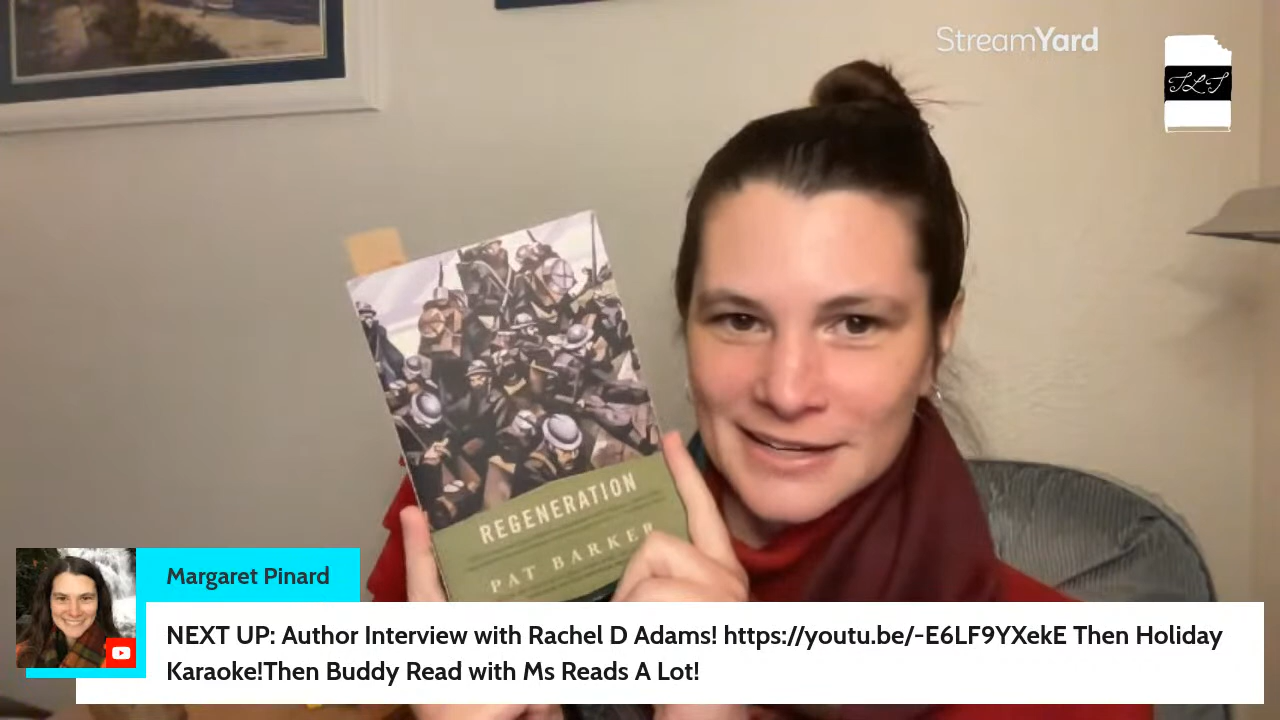 StreamYard
TLT
REGENERATION
PAT BARKER
Margaret Pinard
NEXT UP: Author Interview with Rachel D Adams! https://youtu.be/-E6LF9YXekE Then Holiday
Karaoke!Then Buddy Read with Ms Reads A Lot!